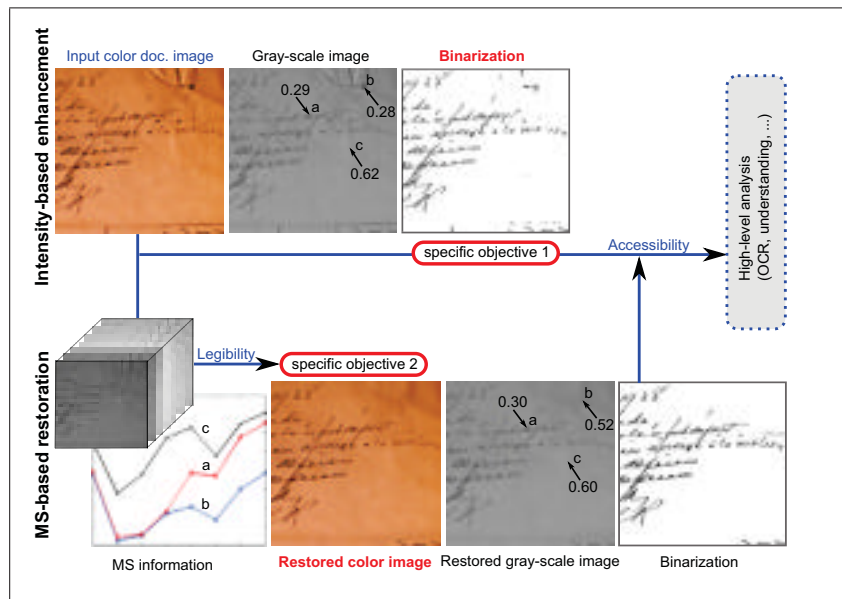 Intensity-based enhancement
Input color doc. image
Gray-scale image
Binarization
0.29
a
b
0.28
c
0.62
specific objective 1
Accessibility
High-level analysis
(OCR, understanding, ...)
MS-based restoration
Legibility
specific objective 2
c
a
b
0.30
a
b
0.52
c
0.60
MS information
Restored color image
Restored gray-scale image
Binarization